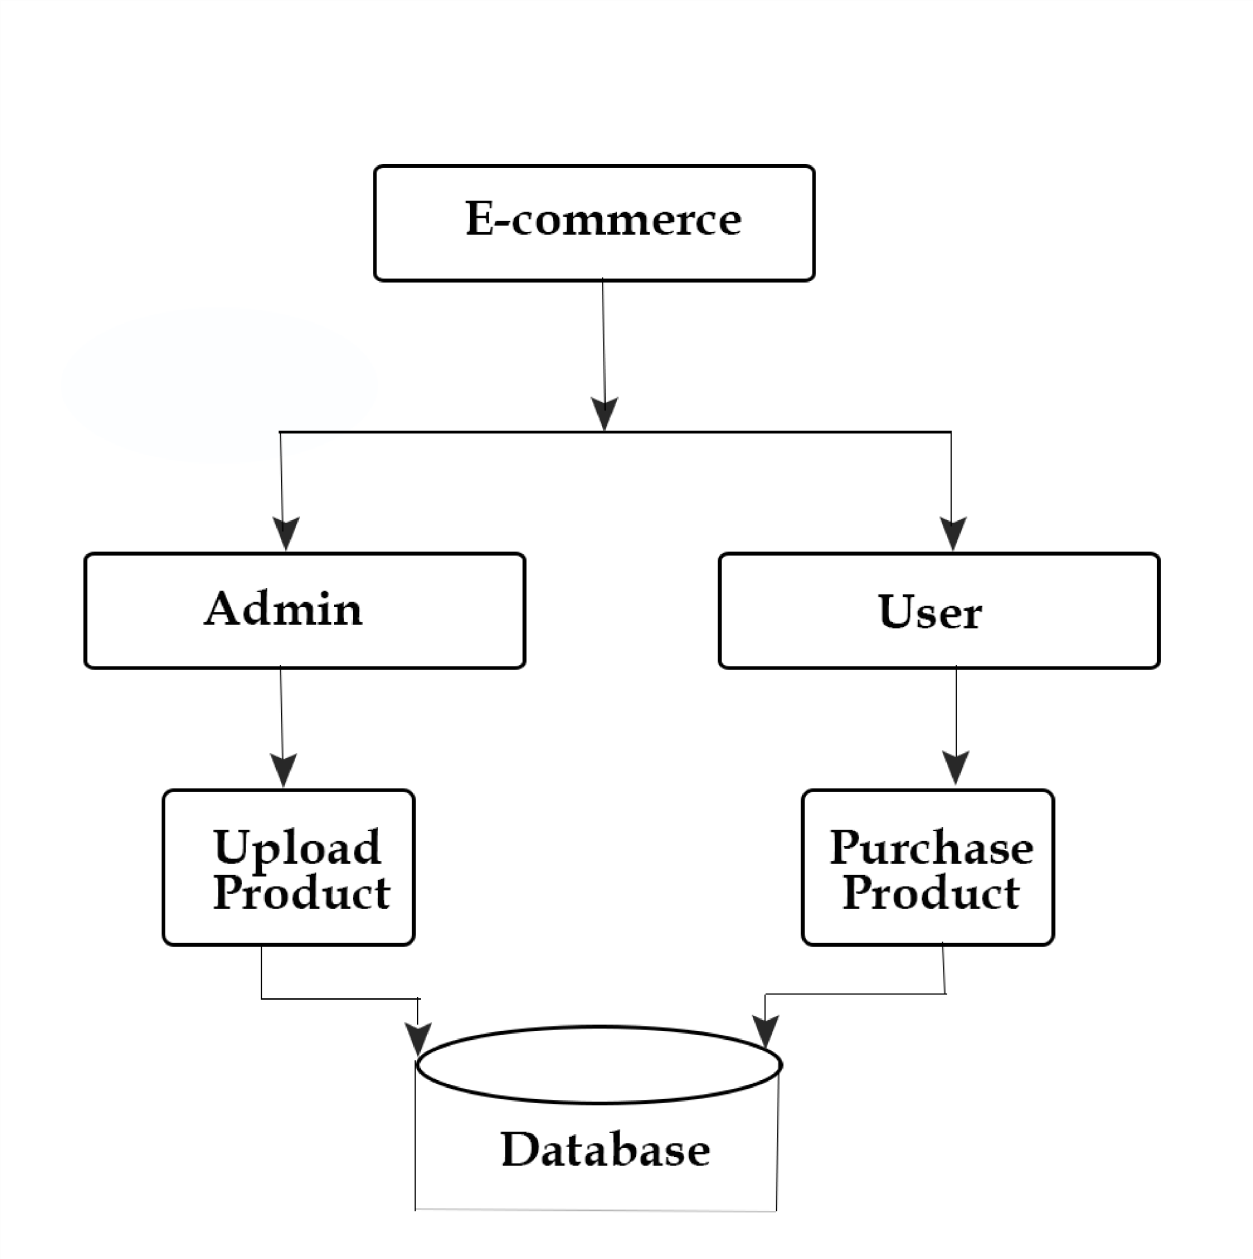 E-commerce
Admin
User
Upload
Product
Purchase
Product
Database